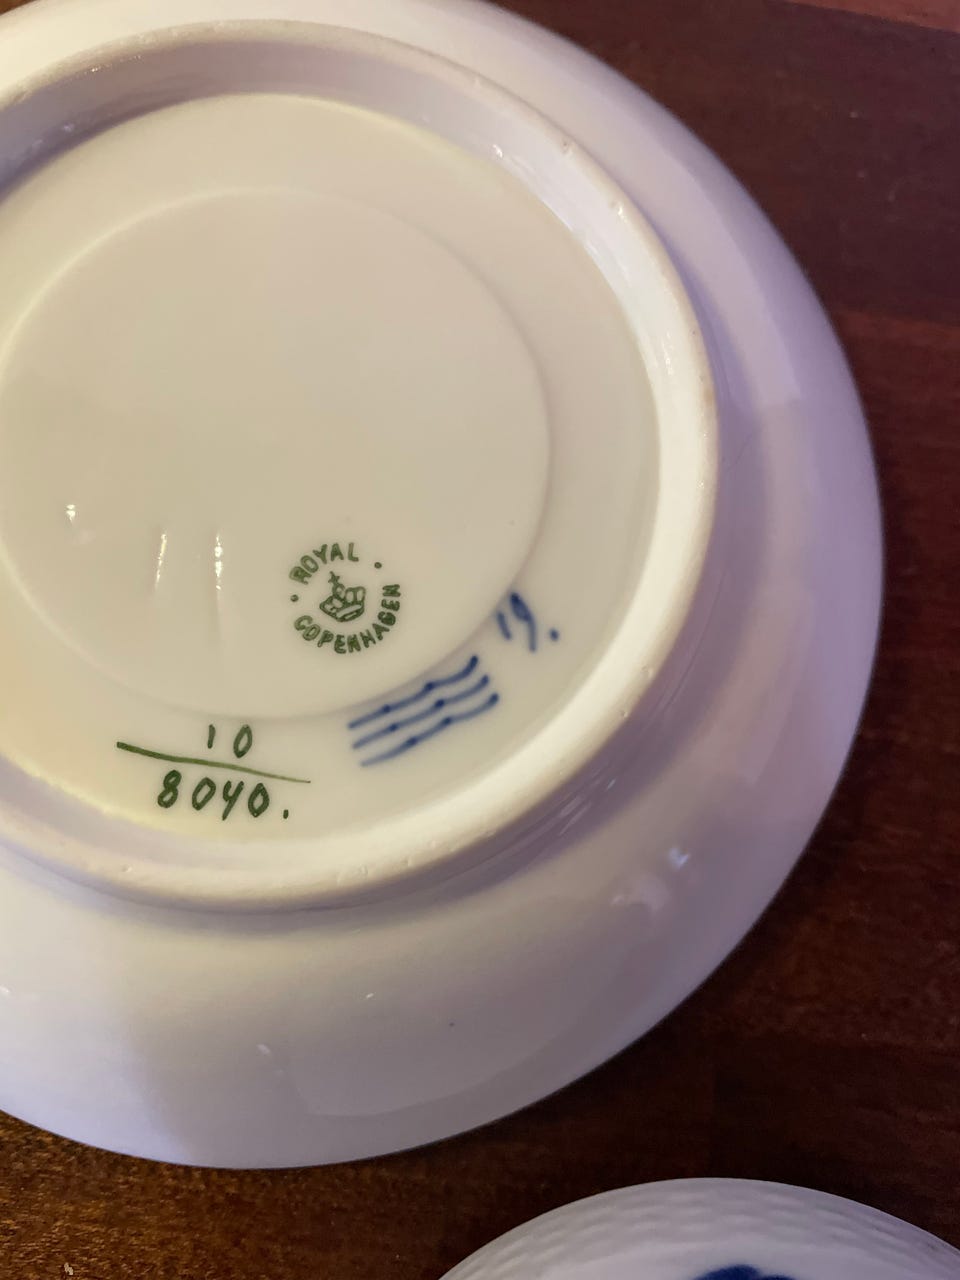 ROYAL
COPENHAGEN
19.
10
8040.